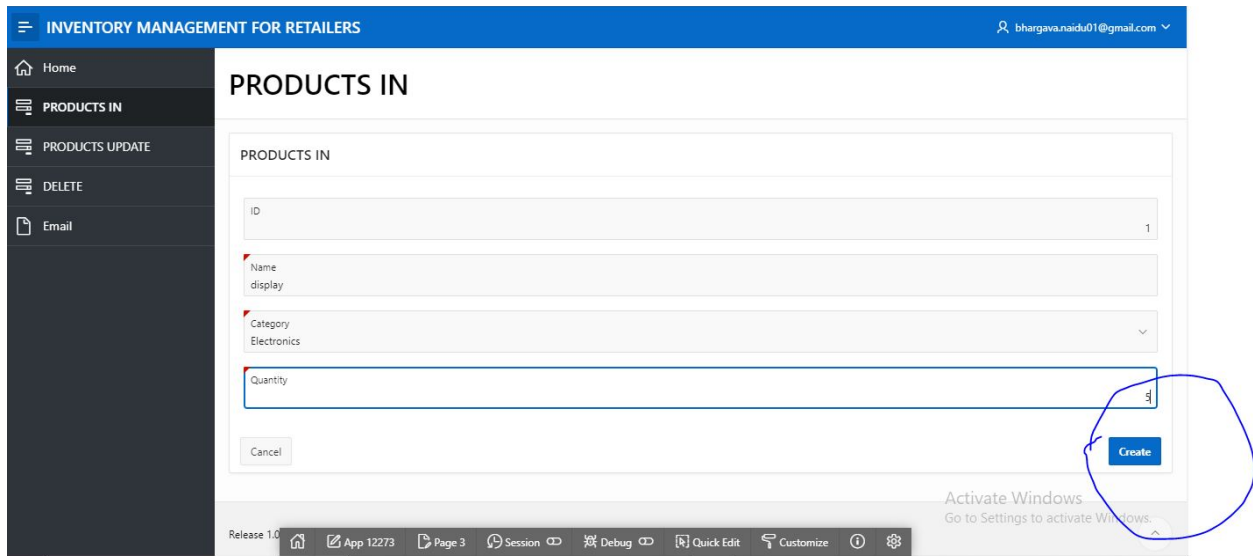 INVENTORY MANAGEMENT FOR RETAILERS
bhargava.naidu01@gmail.com
Home
PRODUCTS IN
PRODUCTS UPDATE
DELETE
Email
PRODUCTS IN
PRODUCTS IN
ID
1
Name
display
Category
Electronics
Quantity
5
Cancel
Create
Activate Windows
Go to Settings to activate Windows.
Release 1.0
App 12273
Page 3
Session
Debug
Quick Edit
Customize